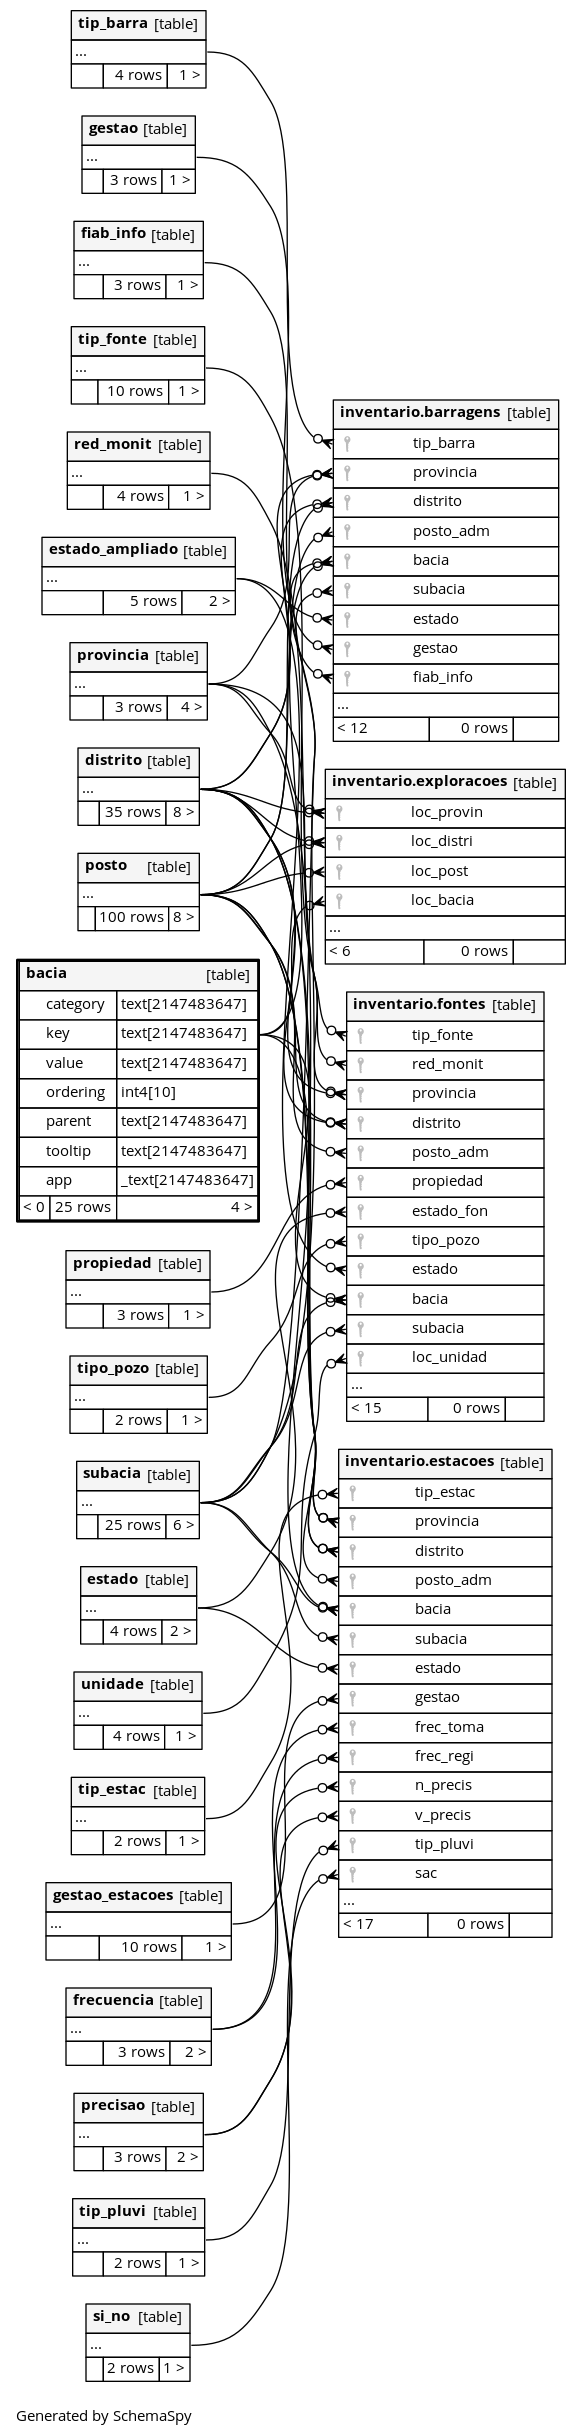 tip_barra [table]
...
4 rows 1 >
gestao [table]
...
3 rows 1 >
fiab_info [table]
...
3 rows 1 >
tip_fonte [table]
...
10 rows 1 >
red_monit [table]
...
4 rows 1 >
estado_ampliado [table]
...
5 rows 2 >
provincia [table]
...
3 rows 4 >
distrito [table]
...
35 rows 8 >
posto [table]
...
100 rows 8 >
bacia [table]
category text[2147483647]
key text[2147483647]
value text[2147483647]
ordering int4[10]
parent text[2147483647]
tooltip text[2147483647]
app _text[2147483647]
< 0 25 rows 4 >
propiedad [table]
...
3 rows 1 >
tipo_pozo [table]
...
2 rows 1 >
subacia [table]
...
25 rows 6 >
estado [table]
...
4 rows 2 >
unidade [table]
...
4 rows 1 >
tip_estac [table]
...
2 rows 1 >
gestao_estacoes [table]
...
10 rows 1 >
frecuencia [table]
...
3 rows 2 >
precisao [table]
...
3 rows 2 >
tip_pluvi [table]
...
2 rows 1 >
si_no [table]
...
2 rows 1 >
inventario.barragens [table]
tip_barra
provincia
distrito
posto_adm
bacia
subacia
estado
gestao
fiab_info
...
< 12 0 rows
inventario.exploracoes [table]
loc_provin
loc_distri
loc_post
loc_bacia
...
< 6 0 rows
inventario.fontes [table]
tip_fonte
red_monit
provincia
distrito
posto_adm
propiedad
estado_fon
tipo_pozo
estado
bacia
subacia
loc_unidad
...
< 15 0 rows
inventario.estacoes [table]
tip_estac
provincia
distrito
posto_adm
bacia
subacia
estado
gestao
frec_toma
frec_regi
n_precis
v_precis
tip_pluvi
sac
...
< 17 0 rows
Generated by SchemaSpy